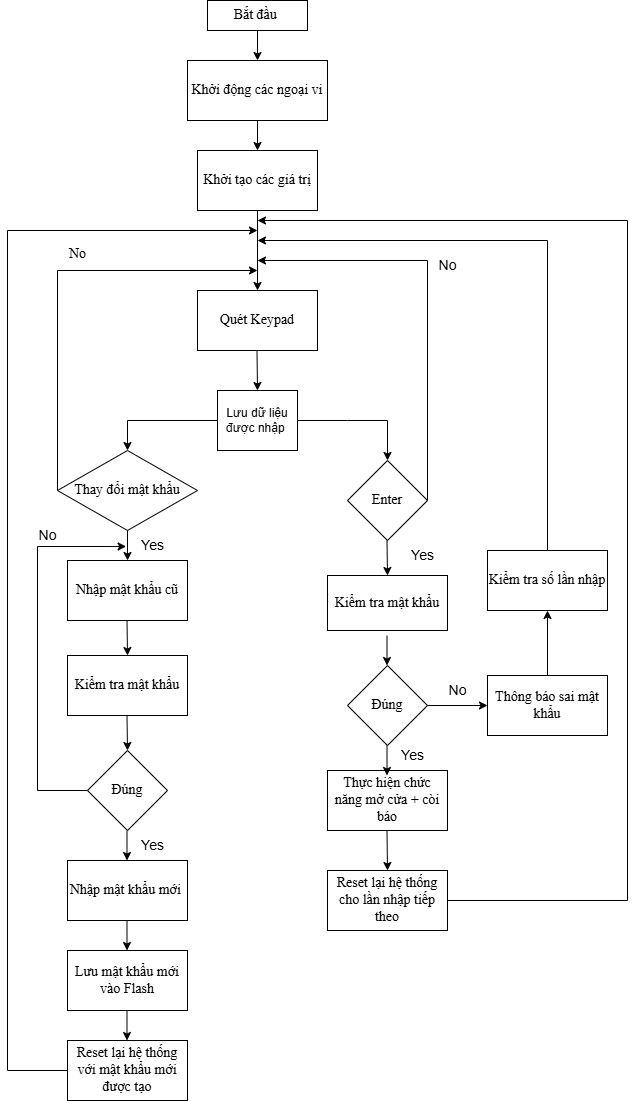 Bắt đầu
Khởi động các ngoại vi
Khởi tạo các giá trị
No
No
Quét Keypad
Lưu dữ liệu
được nhập
Thay đổi mật khẩu
Enter
No
Yes
Yes
Nhập mật khẩu cũ
Kiểm tra mật khẩu
Kiểm tra số lần nhập
Kiểm tra mật khẩu
Đúng
No
Thông báo sai mật
khẩu
Yes
Đúng
Thực hiện chức
năng mở cửa + còi
báo
Yes
Nhập mật khẩu mới
Reset lại hệ thống
cho lần nhập tiếp
theo
Lưu mật khẩu mới
vào Flash
Reset lại hệ thống
với mật khẩu mới
được tạo